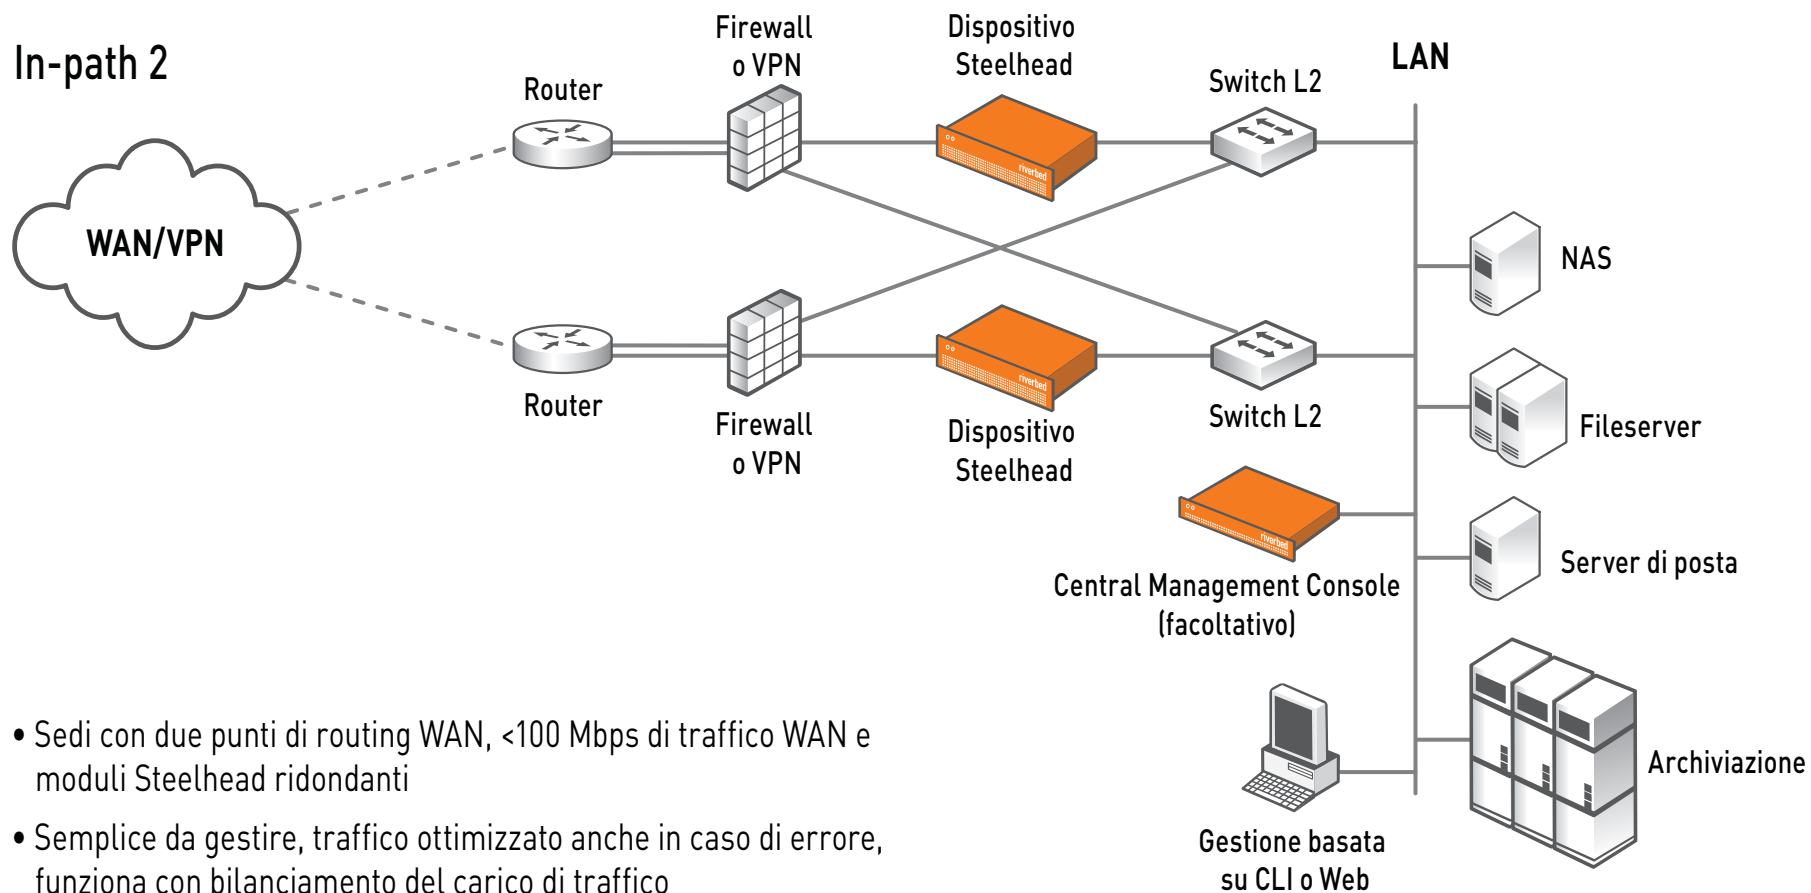 In-path 2
Firewall
o VPN
Dispositivo
Steelhead
LAN
Router
Switch L2
riverbed
WAN/VPN
NAS
riverbed
Router
Firewall
o VPN
Dispositivo
Steelhead
Switch L2
Fileserver
riverbed
Central Management Console
(facoltativo)
Server di posta
• Sedi con due punti di routing WAN, <100 Mbps di traffico WAN e
moduli Steelhead ridondanti
Archiviazione
• Semplice da gestire, traffico ottimizzato anche in caso di errore,
funziona con bilanciamento del carico di traffico
Gestione basata
su CLI o Web